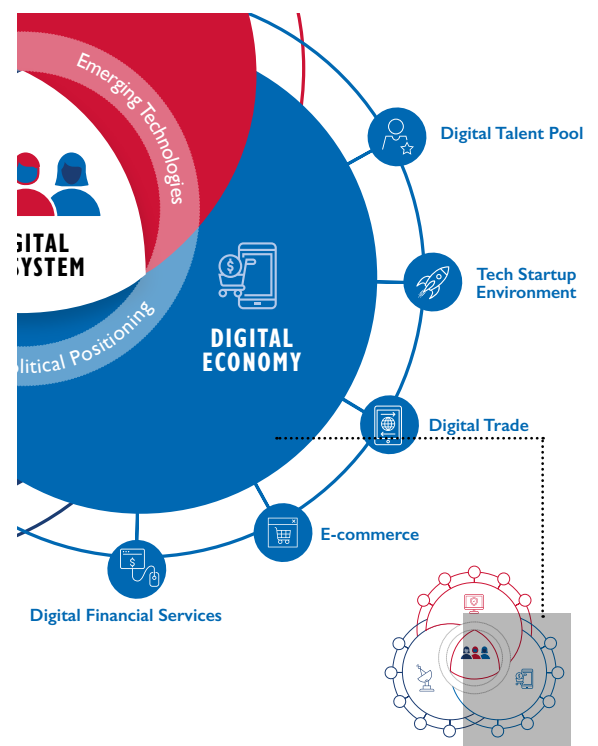 Emerging Technologies
Digital Talent Pool
GITAL
SYSTEM
Tech Startup
Environment
DIGITAL
ECONOMY
litical Positioning
Digital Trade
E-commerce
Digital Financial Services